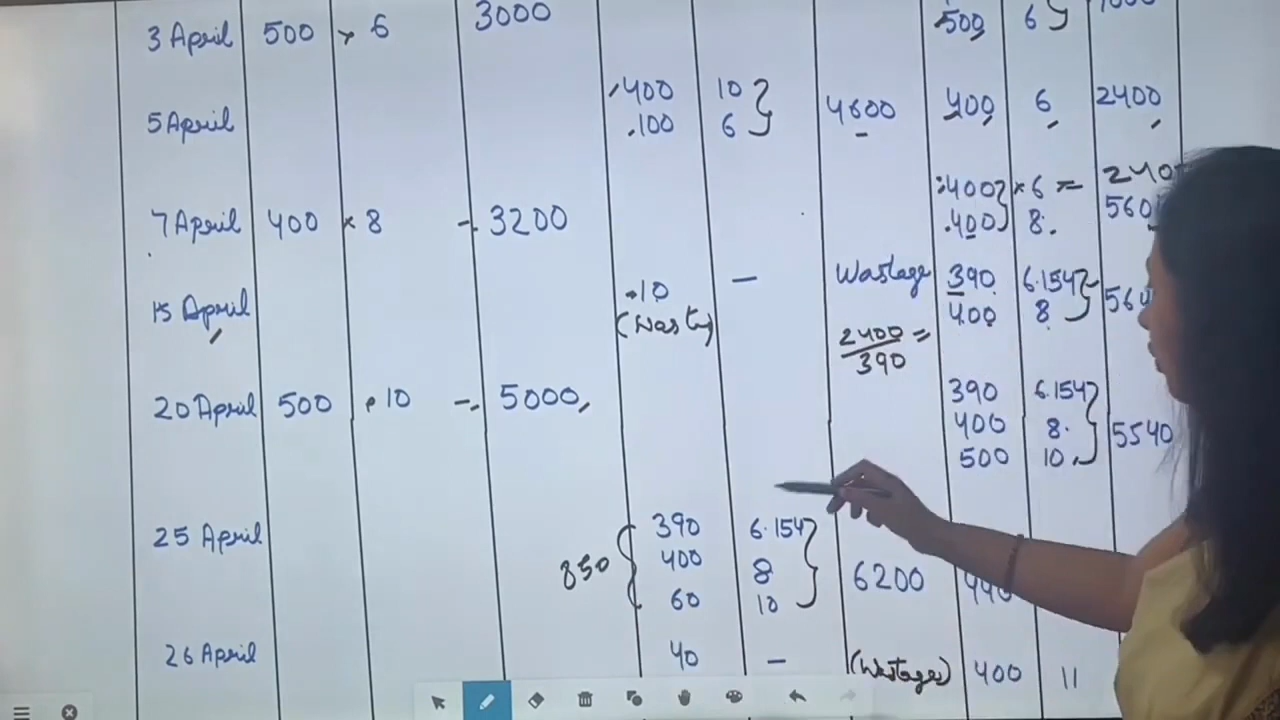 3 April 500 × 6 3000 500 6
5 April 400 10 4600 400 6 2400
100 6
400 × 6 = 240
7 April 400 × 8 - 3200 400 8 560
15 April 10 — Wastage 390 6.154
(Wast) 400 8 56
2400/390 =
20 April 500 10 - 5000 390 6.154
400 8 5540
500 10
25 April 850 390 6.154
400 8 6200 440
60 10
26 April 40 — (Wastage) 400 11